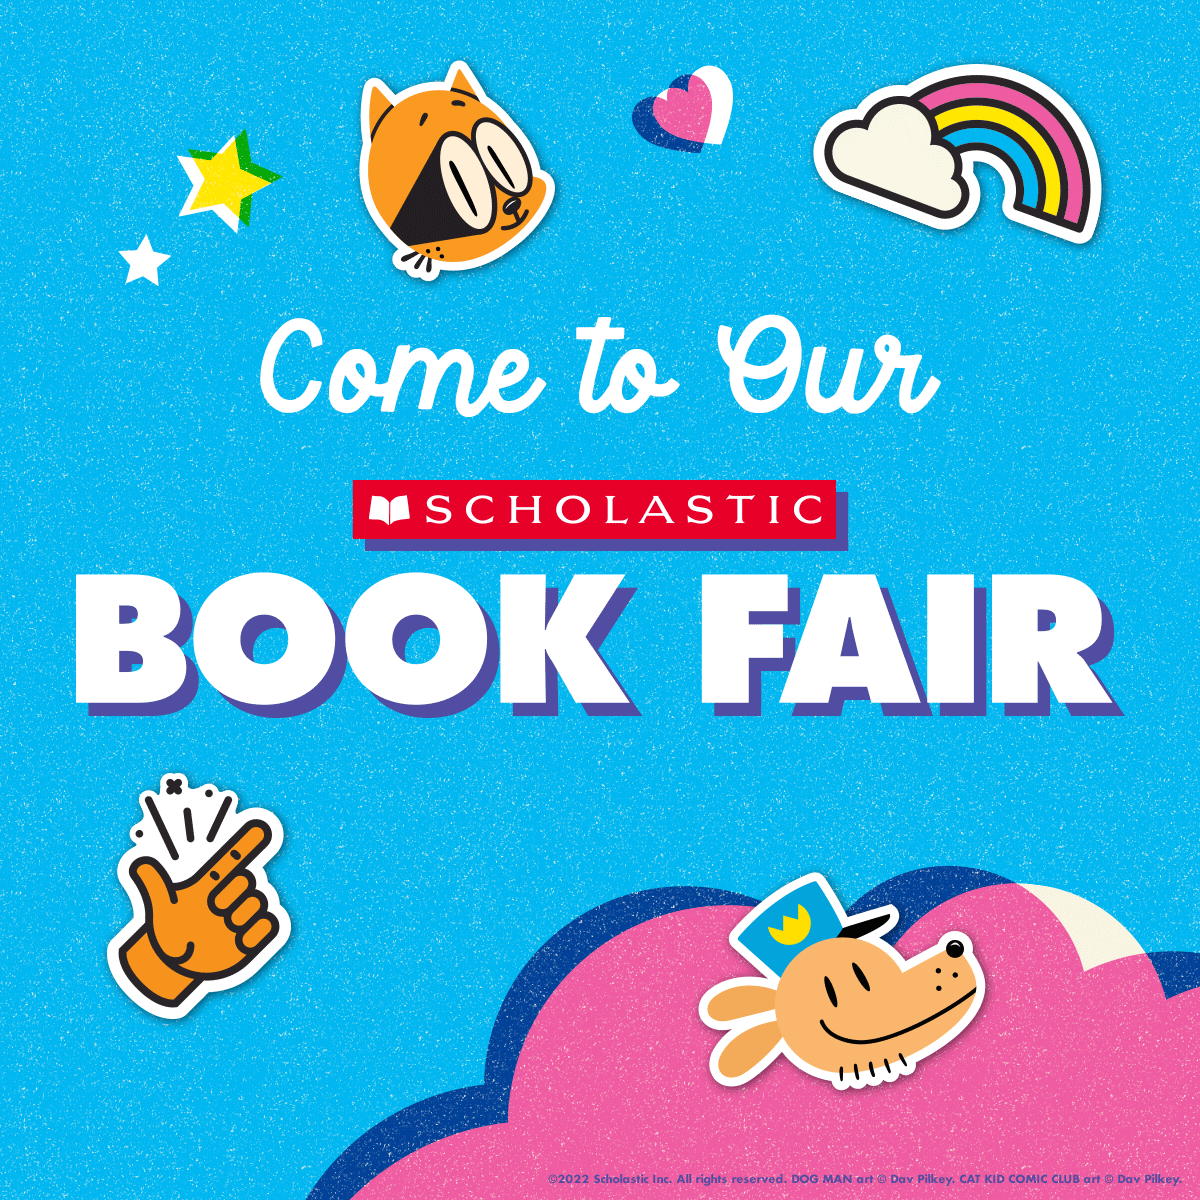 Come to Our
SCHOLASTIC
BOOK FAIR
©2022 Scholastic Inc. All rights reserved. DOG MAN art © Dav Pilkey. CAT KID COMIC CLUB art © Dav Pilkey.